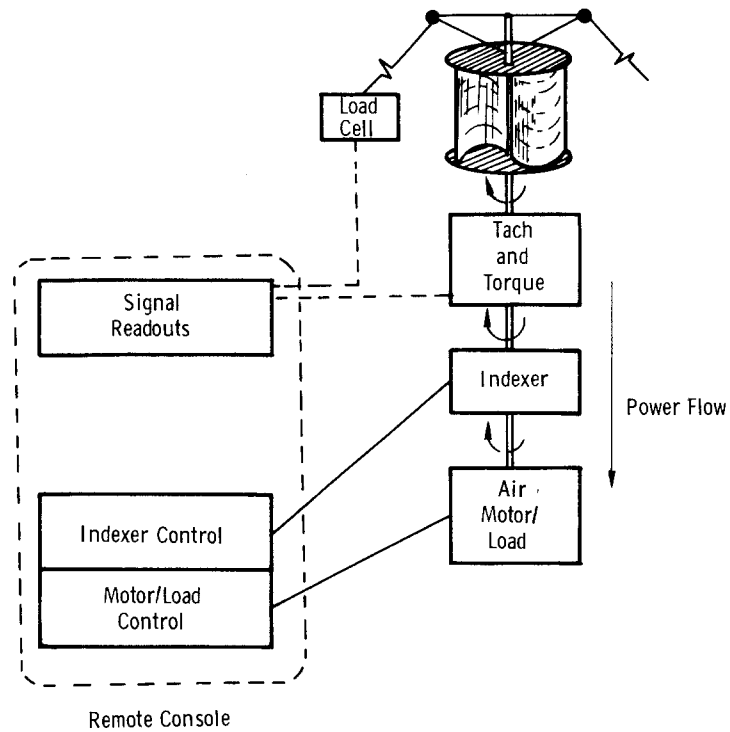 Load
Cell
Tach
and
Torque
Signal
Readouts
Indexer
Power Flow
Air
Motor/
Load
Indexer Control
Motor/Load
Control
Remote Console